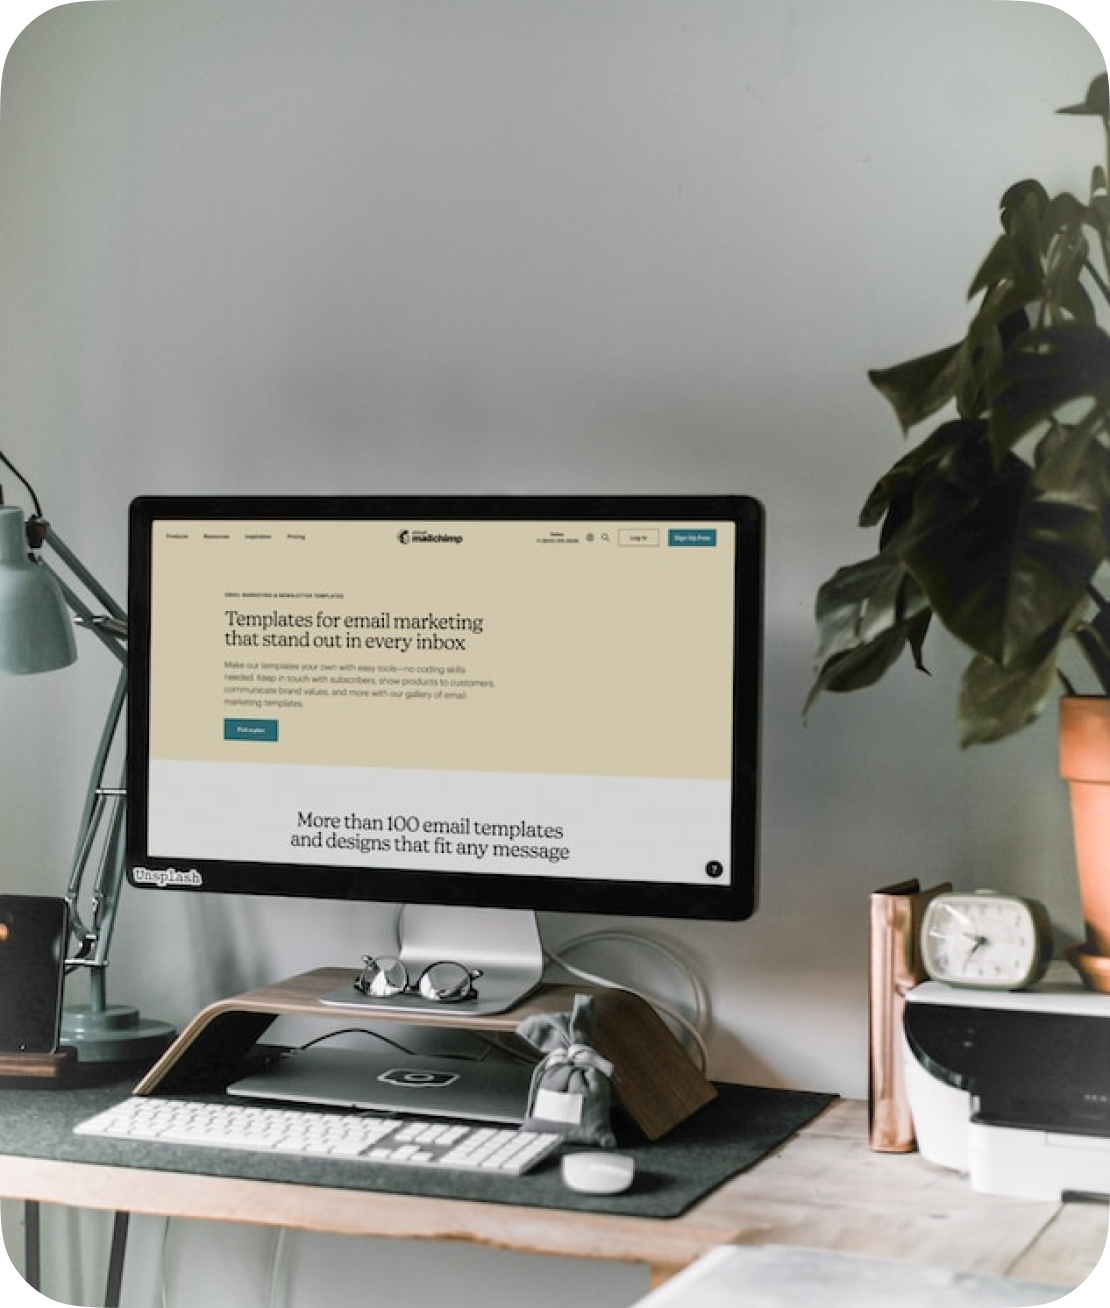 Products Resources Inspiration Pricing
mailchimp
Sales
Log In
Sign Up Free
EMAIL MARKETING & NEWSLETTER TEMPLATES
Templates for email marketing
that stand out in every inbox
Make our templates your own with easy tools—no coding skills
needed. Keep in touch with subscribers, show products to customers,
communicate brand values, and more with our gallery of email
marketing templates.
Pick a plan
More than 100 email templates
and designs that fit any message
?
Unsplash